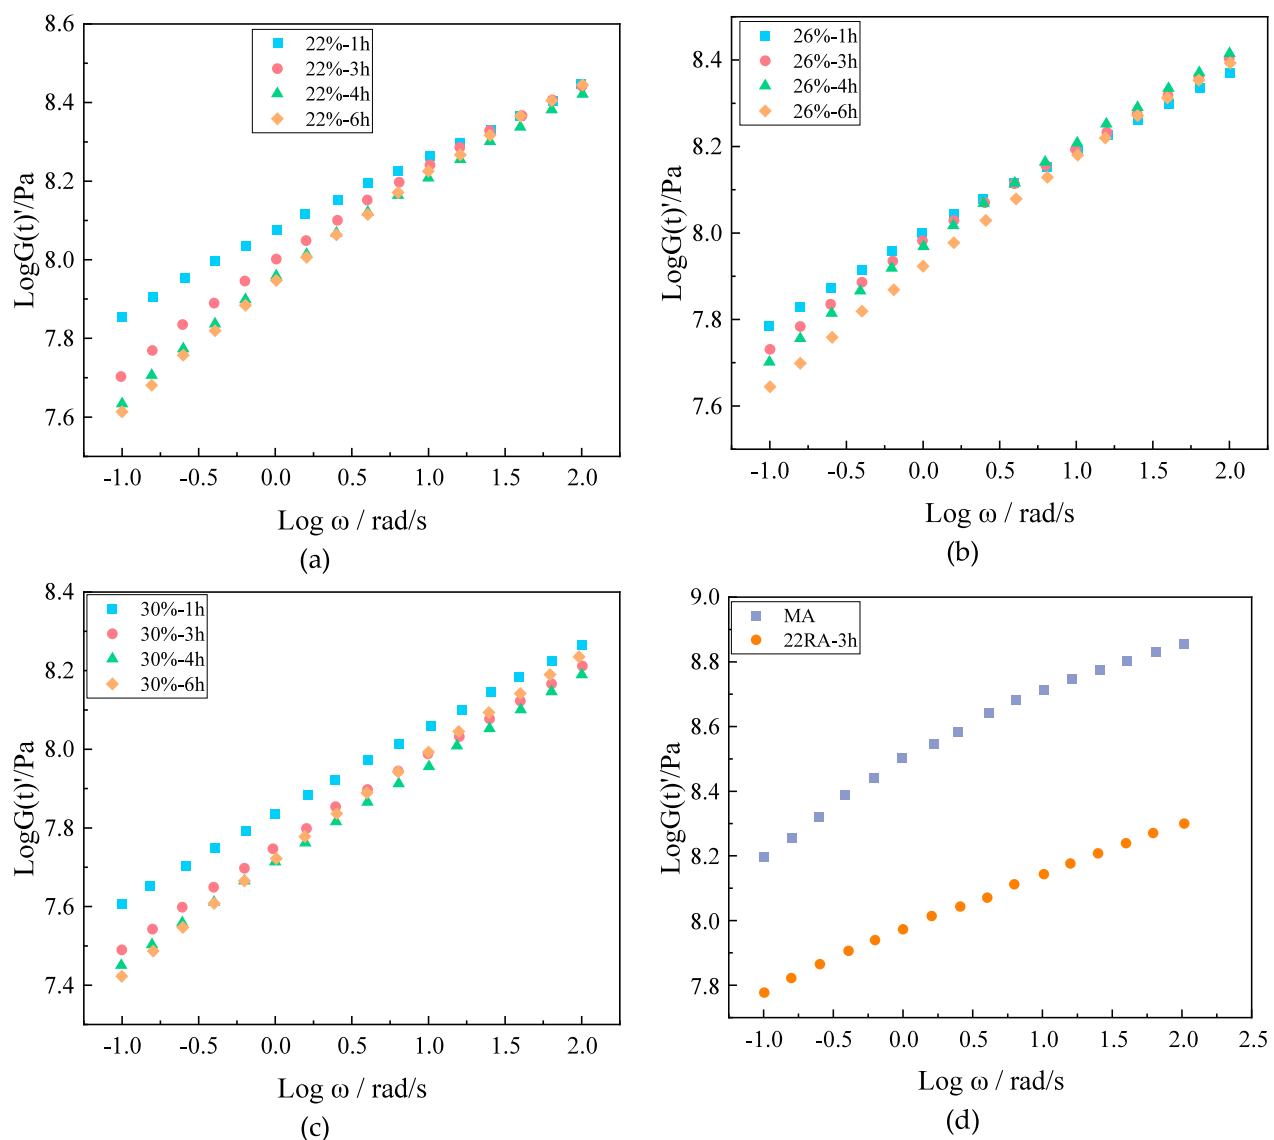 8.6
8.4
8.2
8.0
7.8
7.6
LogG(t)'/Pa
22%-1h
22%-3h
22%-4h
22%-6h
-1.0 -0.5 0.0 0.5 1.0 1.5 2.0
Log ω / rad/s
(a)
8.4
8.2
8.0
7.8
7.6
LogG(t)'/Pa
26%-1h
26%-3h
26%-4h
26%-6h
-1.0 -0.5 0.0 0.5 1.0 1.5 2.0
Log ω / rad/s
(b)
8.4
8.2
8.0
7.8
7.6
7.4
LogG(t)'/Pa
30%-1h
30%-3h
30%-4h
30%-6h
-1.0 -0.5 0.0 0.5 1.0 1.5 2.0
Log ω / rad/s
(c)
9.0
8.8
8.6
8.4
8.2
8.0
7.8
LogG(t)'/Pa
MA
22RA-3h
-1.0 -0.5 0.0 0.5 1.0 1.5 2.0 2.5
Log ω / rad/s
(d)